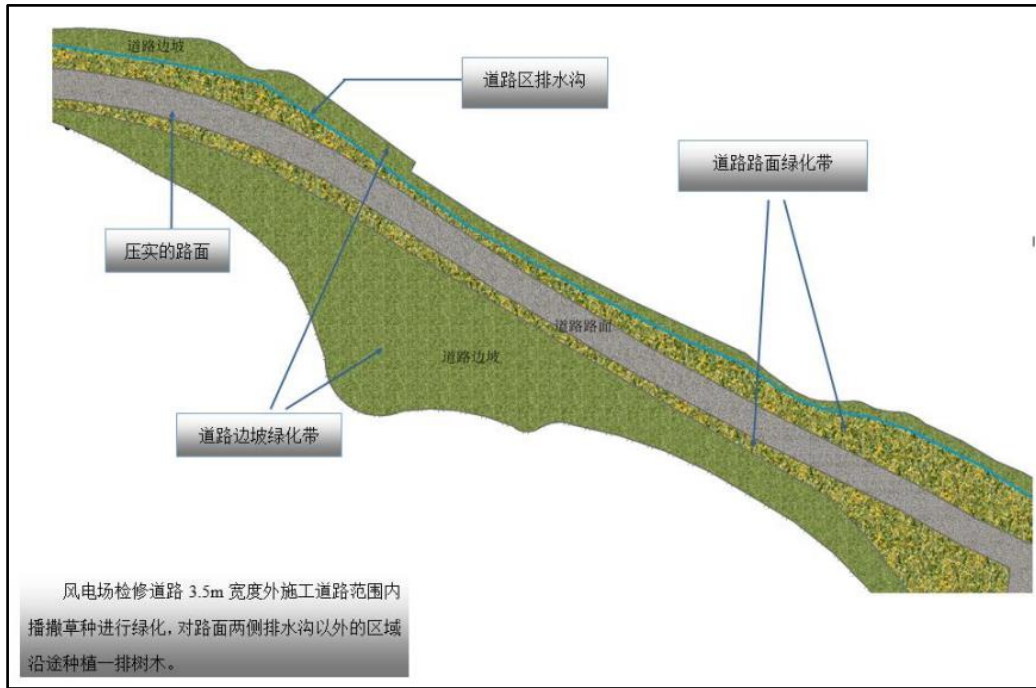 道路边坡
道路区排水沟
道路路面绿化带
压实的路面
道路路面
道路边坡
道路边坡绿化带
风电场检修道路 3.5m 宽度外施工道路范围内
播撒草种进行绿化，对路面两侧排水沟以外的区域
沿途种植一排树木。